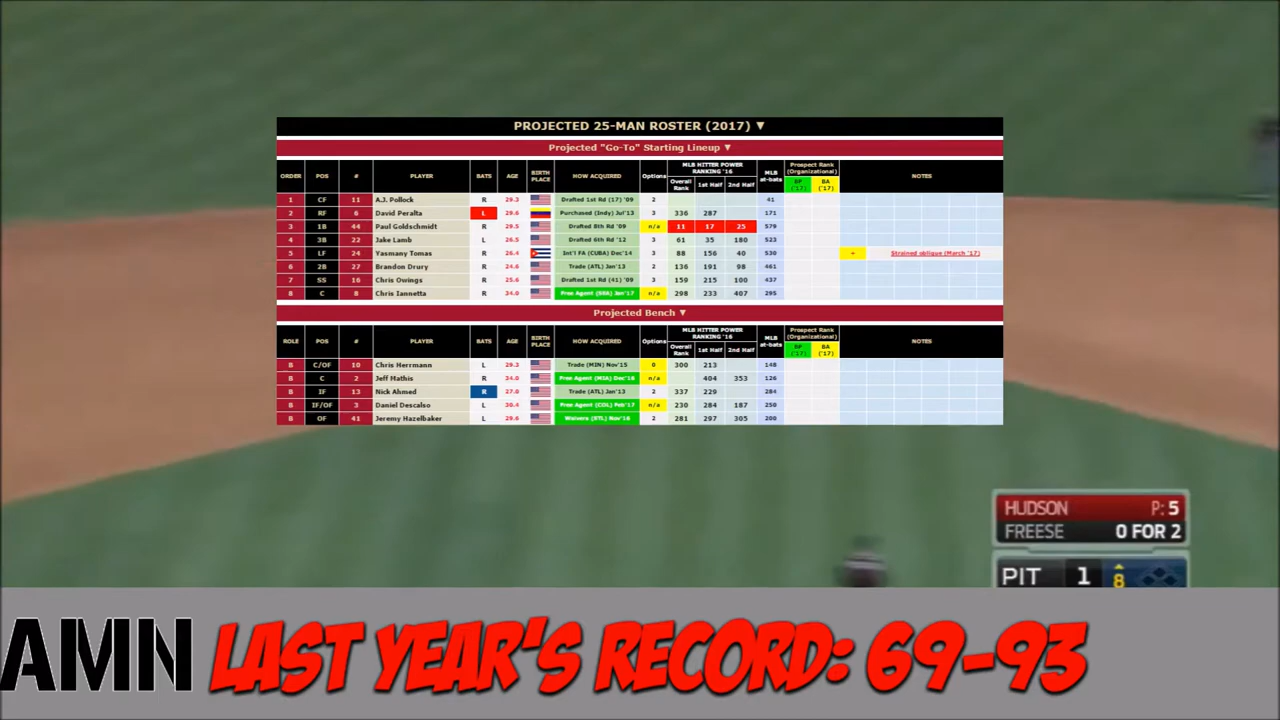 PROJECTED 25-MAN ROSTER (2017) ▼
Projected "Go-To" Starting Lineup ▼
ORDER POS # PLAYER BATS AGE BIRTH PLACE HOW ACQUIRED Options MLB HITTER POWER RANKING '16 Overall Rank 1st Half 2nd Half MLB at-bats Prospect Rank (Organizational) BP ('17) BA ('17) NOTES
1 CF 11 A.J. Pollock R 29.3 Drafted 1st Rd (17) '09 2 41
2 RF 6 David Peralta L 29.6 Purchased (Indy) Jul'13 3 336 287 171
3 1B 44 Paul Goldschmidt R 29.5 Drafted 8th Rd '09 n/a 11 17 25 579
4 3B 22 Jake Lamb L 26.5 Drafted 6th Rd '12 3 61 35 180 523
5 LF 24 Yasmany Tomas R 26.4 Int'l FA (CUBA) Dec'14 3 88 156 40 530 + Strained oblique (March '17)
6 2B 27 Brandon Drury R 24.6 Trade (ATL) Jan'13 2 136 191 98 461
7 SS 16 Chris Owings R 25.6 Drafted 1st Rd (41) '09 3 159 215 100 437
8 C 8 Chris Iannetta R 34.0 Free Agent (SEA) Jan'17 n/a 298 233 407 295
Projected Bench ▼
ROLE POS # PLAYER BATS AGE BIRTH PLACE HOW ACQUIRED Options MLB HITTER POWER RANKING '16 Overall Rank 1st Half 2nd Half MLB at-bats Prospect Rank (Organizational) BP ('17) BA ('17) NOTES
B C/OF 10 Chris Herrmann L 29.3 Trade (MIN) Nov'15 0 300 213 148
B C 2 Jeff Mathis R 34.0 Free Agent (MIA) Dec'16 n/a 404 353 126
B IF 13 Nick Ahmed R 27.0 Trade (ATL) Jan'13 2 337 229 284
B IF/OF 3 Daniel Descalso L 30.4 Free Agent (COL) Feb'17 n/a 230 284 187 250
B OF 41 Jeremy Hazelbaker L 29.6 Waivers (STL) Nov'16 2 281 297 305 200
HUDSON P: 5
FREESE 0 FOR 2
PIT 1 8
AMN LAST YEAR'S RECORD: 69-93